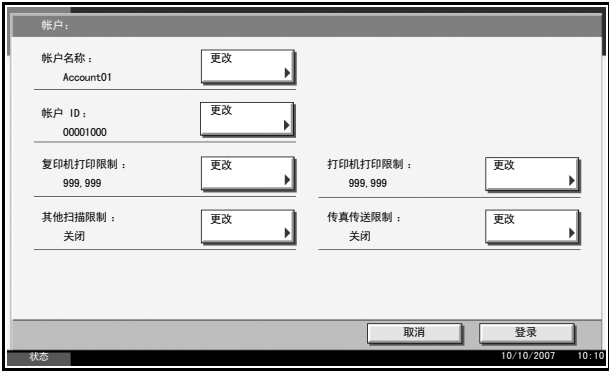 帐户：
帐户名称：
更改
Account01
帐户 ID：
更改
00001000
复印机打印限制：
更改
打印机打印限制：
更改
999,999
999,999
其他扫描限制：
更改
传真传送限制：
更改
关闭
关闭
取消
登录
状态
10/10/2007 10:10